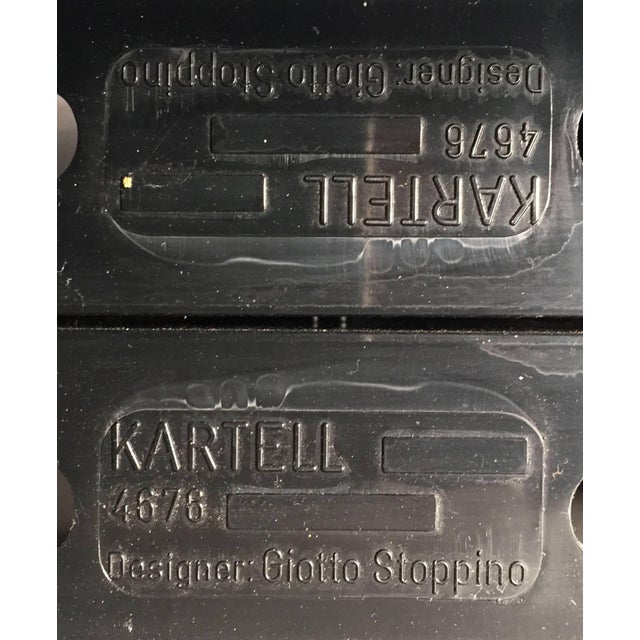 Designer: Giotto Stoppino
4676
KARTELL
KARTELL
4676
Designer: Giotto Stoppino